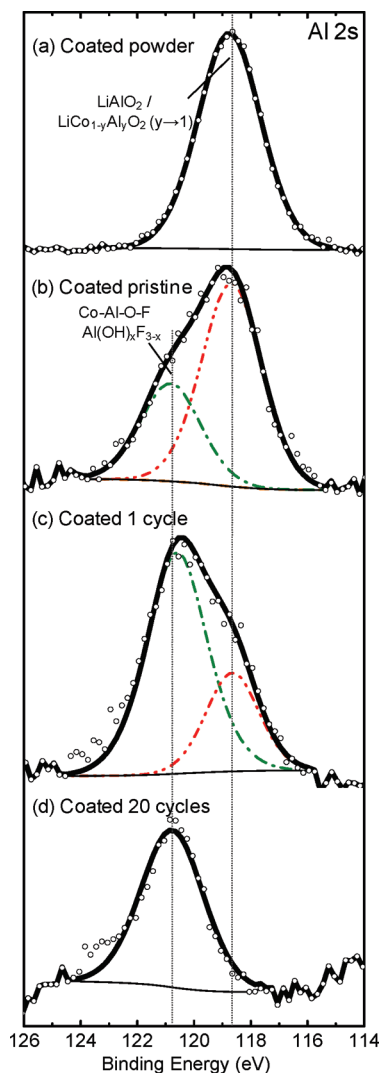 Al 2s
(a) Coated powder
LiAlO₂ /
LiCo₁₋yAlyO₂ (y→1)
(b) Coated pristine
Co-Al-O-F
Al(OH)ₓF₃₋ₓ
(c) Coated 1 cycle
(d) Coated 20 cycles
126 124 122 120 118 116 114
Binding Energy (eV)